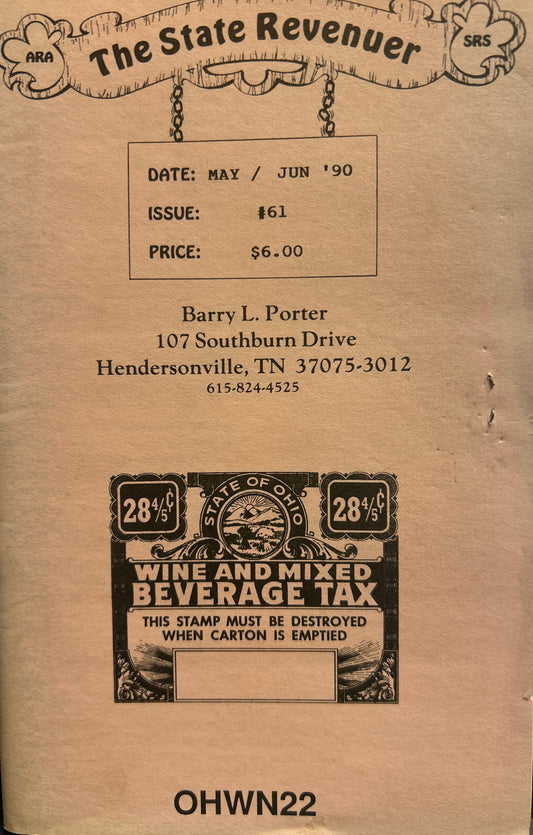 ARA
The State Revenuer
SRS
DATE: MAY / JUN '90
ISSUE: #61
PRICE: $6.00
Barry L. Porter
107 Southburn Drive
Hendersonville, TN 37075-3012
615-824-4525
28 4/5¢
STATE OF OHIO
28 4/5¢
WINE AND MIXED
BEVERAGE TAX
THIS STAMP MUST BE DESTROYED
WHEN CARTON IS EMPTIED
OHWN22